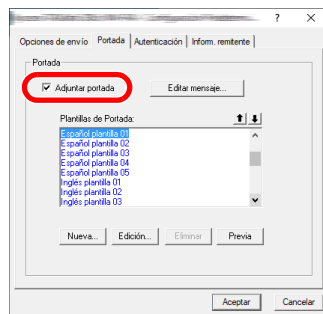 Opciones de envío Portada Autenticación Inform. remitente
Portada
Adjuntar portada Editar mensaje...
Plantillas de Portada:
Español plantilla 01
Español plantilla 02
Español plantilla 03
Español plantilla 04
Español plantilla 05
Inglés plantilla 01
Inglés plantilla 02
Inglés plantilla 03
Nueva... Edición... Eliminar Previa
Aceptar Cancelar